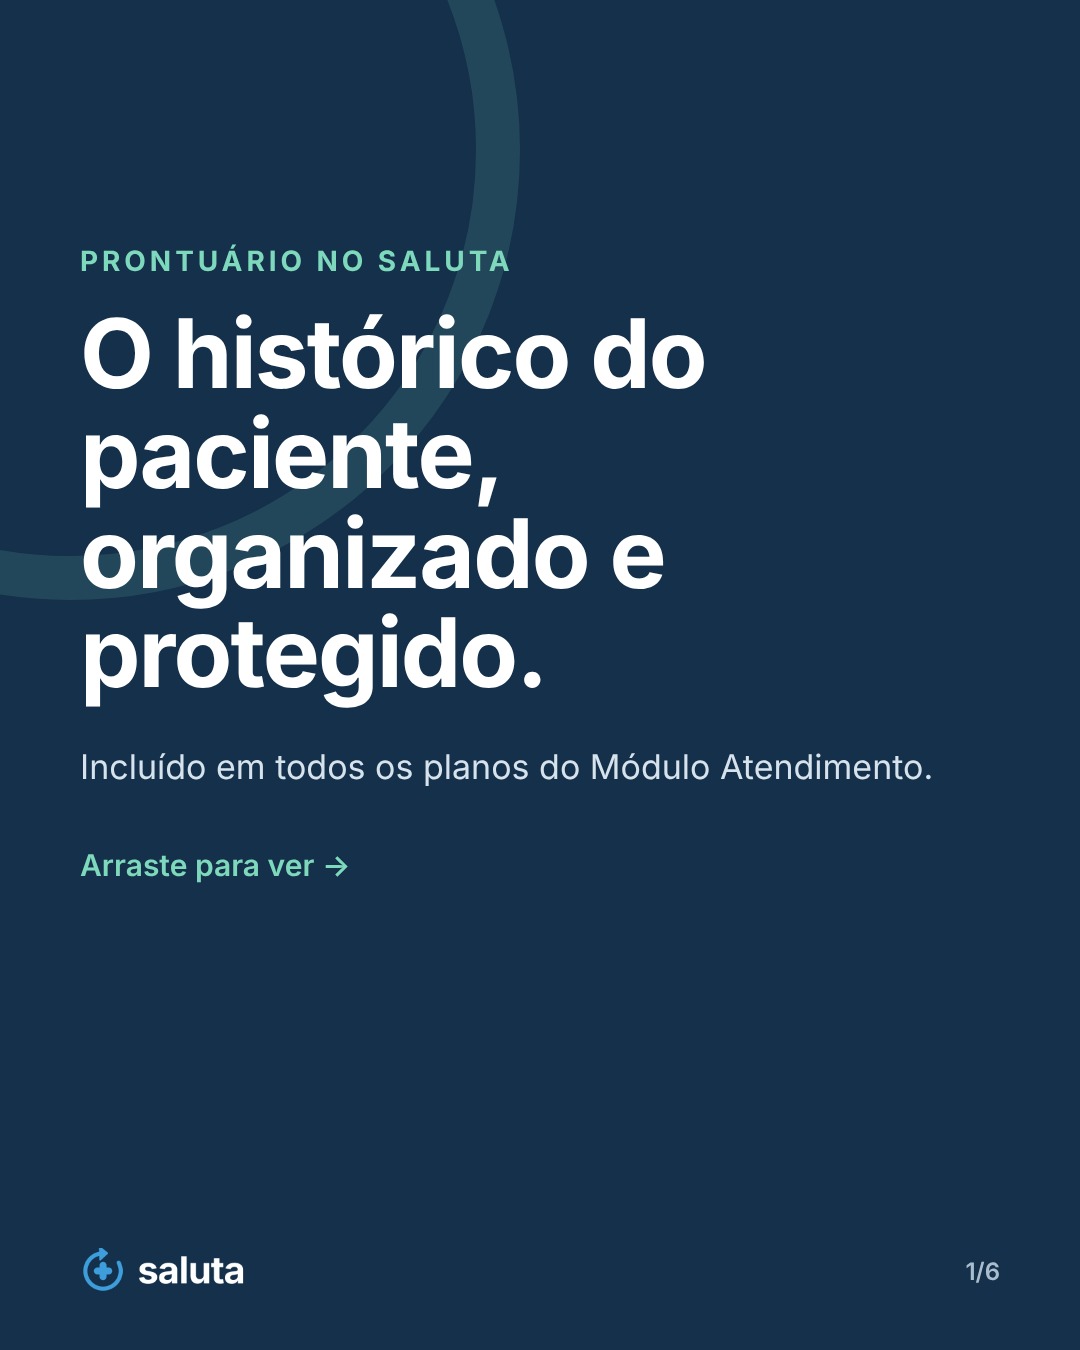 PRONTUÁRIO NO SALUTA
O histórico do
paciente,
organizado e
protegido.
Incluído em todos os planos do Módulo Atendimento.
Arraste para ver →
saluta
1/6